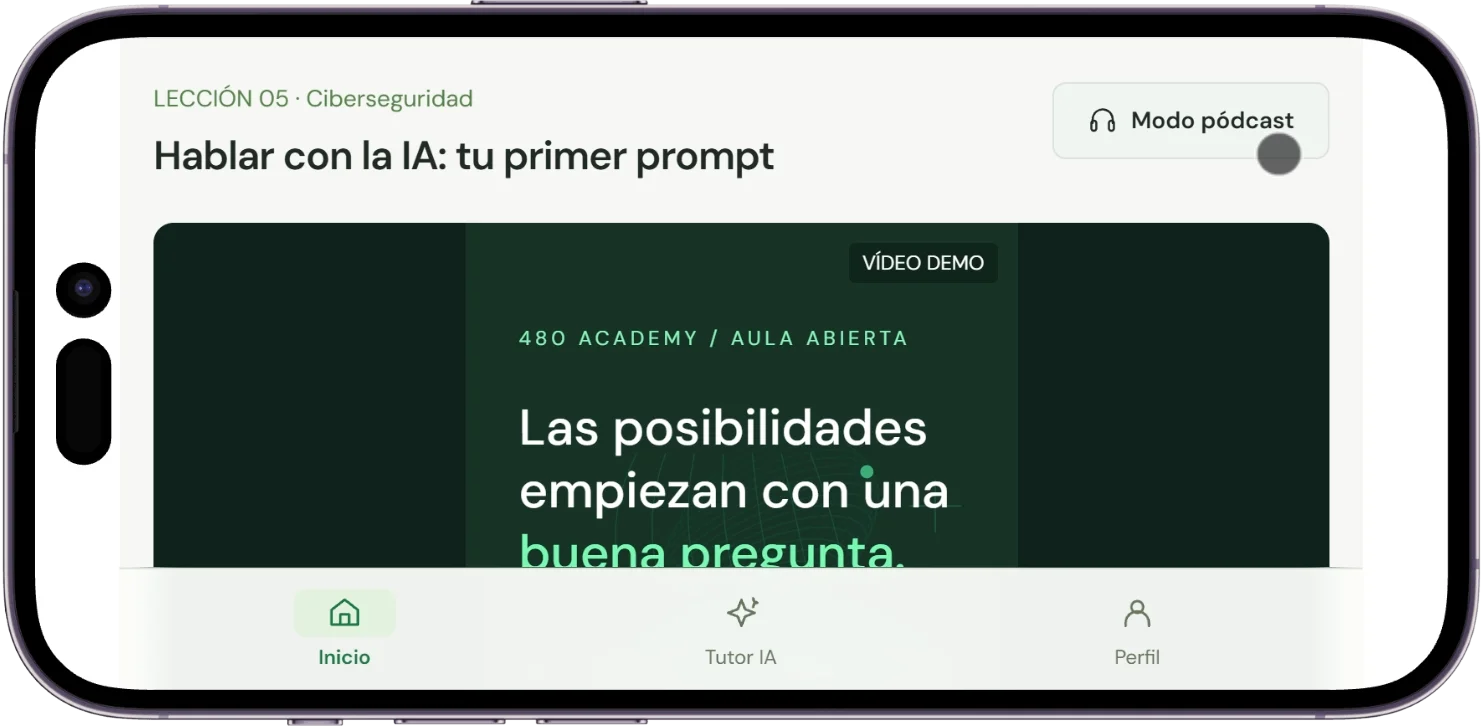 LECCIÓN 05 · Ciberseguridad
Hablar con la IA: tu primer prompt
Modo pódcast
VÍDEO DEMO
480 ACADEMY / AULA ABIERTA
Las posibilidades
empiezan con una
buena pregunta.
Inicio
Tutor IA
Perfil